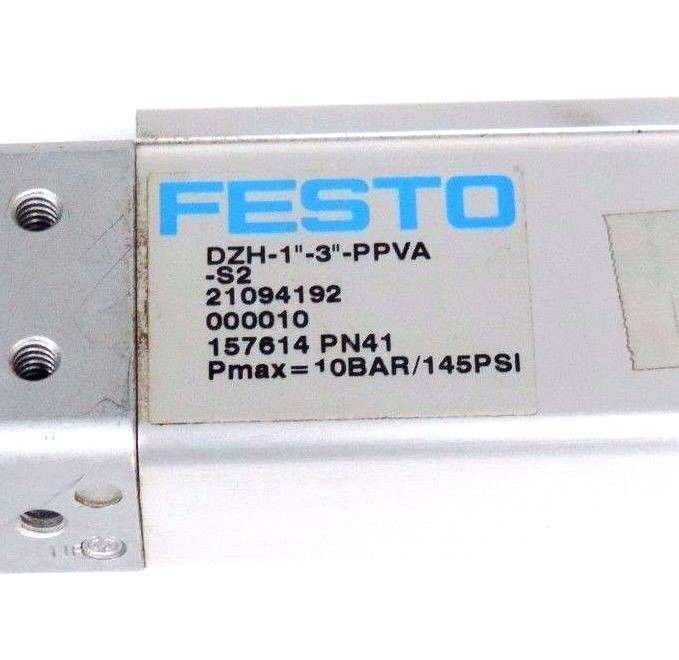 FESTO
DZH-1"-3"-PPVA
-S2
21094192
000010
157614 PN41
Pmax=10BAR/145PSI